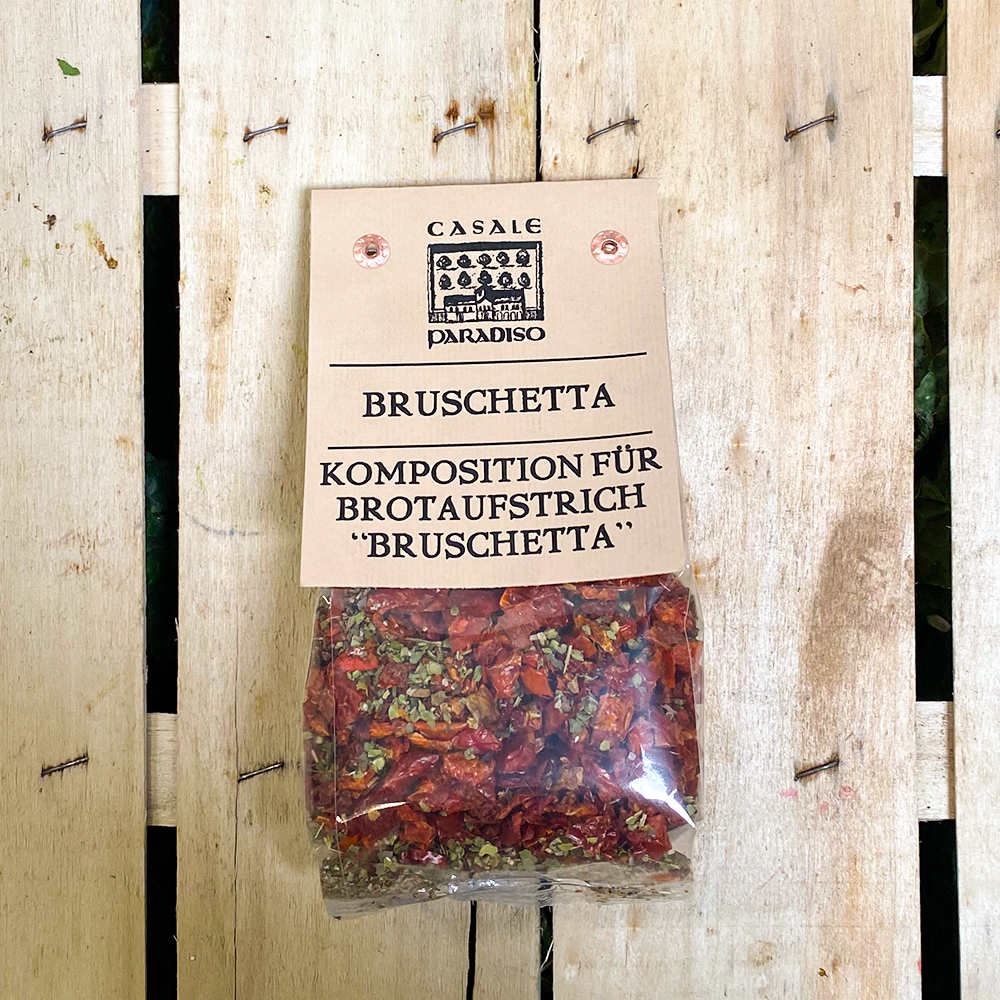 CASALE
PARADISO
BRUSCHETTA
KOMPOSITION FÜR
BROTAUFSTRICH
“BRUSCHETTA”